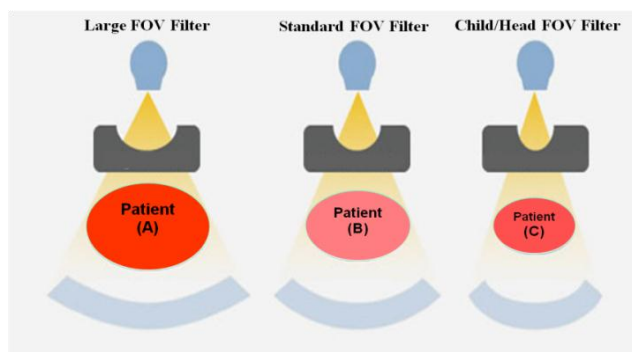 Large FOV Filter
Standard FOV Filter
Child/Head FOV Filter
Patient
(A)
Patient
(B)
Patient
(C)